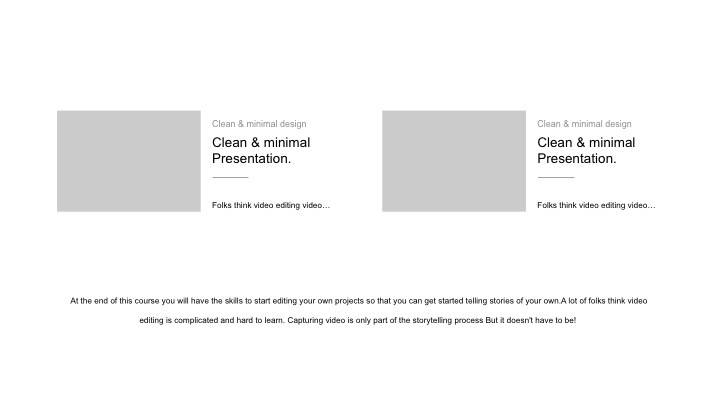 Clean & minimal design
Clean & minimal
Presentation.
Folks think video editing video…
Clean & minimal design
Clean & minimal
Presentation.
Folks think video editing video…
At the end of this course you will have the skills to start editing your own projects so that you can get started telling stories of your own.A lot of folks think video
editing is complicated and hard to learn. Capturing video is only part of the storytelling process But it doesn't have to be!